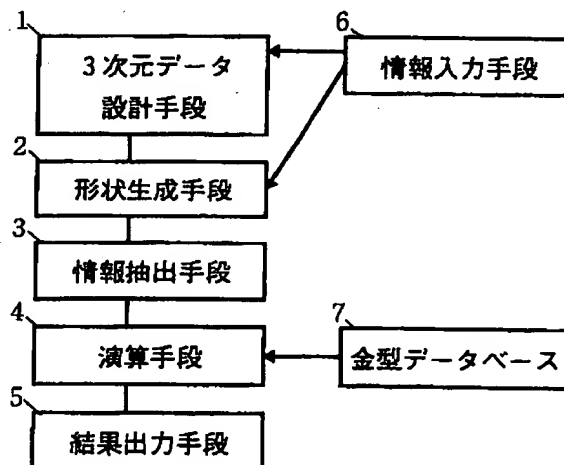 1
3次元データ
設計手段
6
情報入力手段
2
形状生成手段
3
情報抽出手段
4
演算手段
7
金型データベース
5
結果出力手段